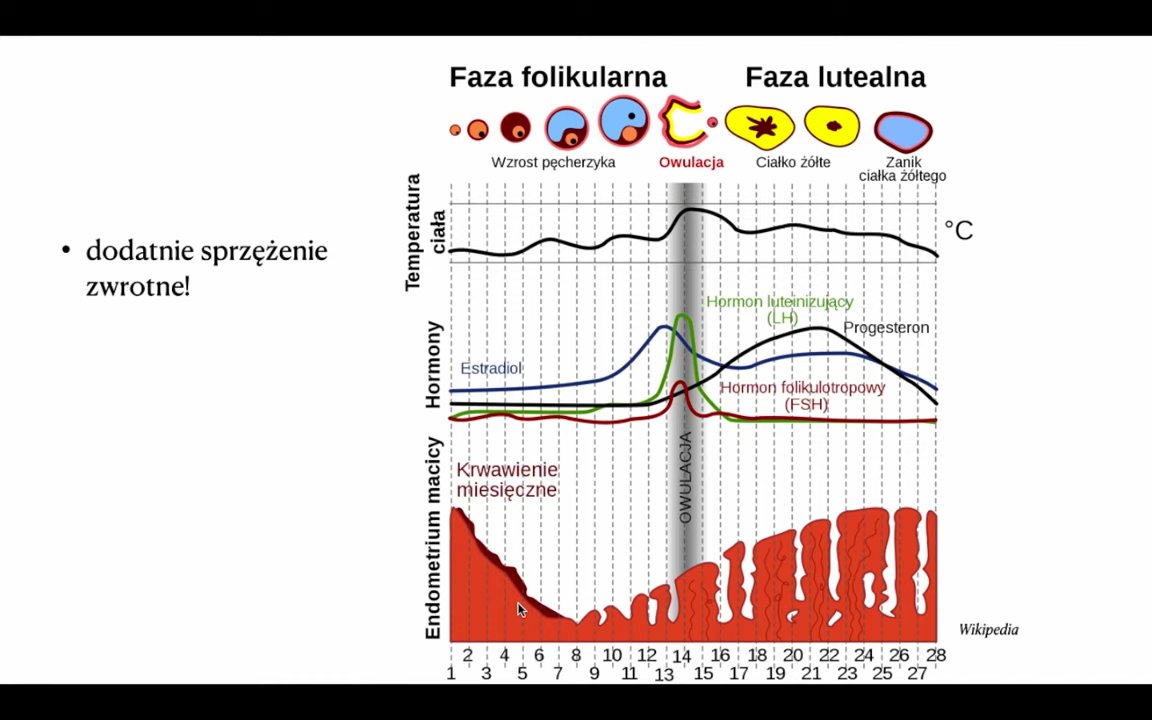 Faza folikularna
Faza lutealna
Wzrost pęcherzyka
Owulacja
Ciałko żółte
Zanik
ciałka żółtego
• dodatnie sprzężenie
zwrotne!
Temperatura
ciała
°C
Hormony
Estradiol
Hormon luteinizujący
(LH)
Progesteron
Hormon folikulotropowy
(FSH)
OWULACJA
Endometrium macicy
Krwawienie
miesięczne
Wikipedia
2 4 6 8 10 12 14 16 18 20 22 24 26 28
1 3 5 7 9 11 13 15 17 19 21 23 25 27